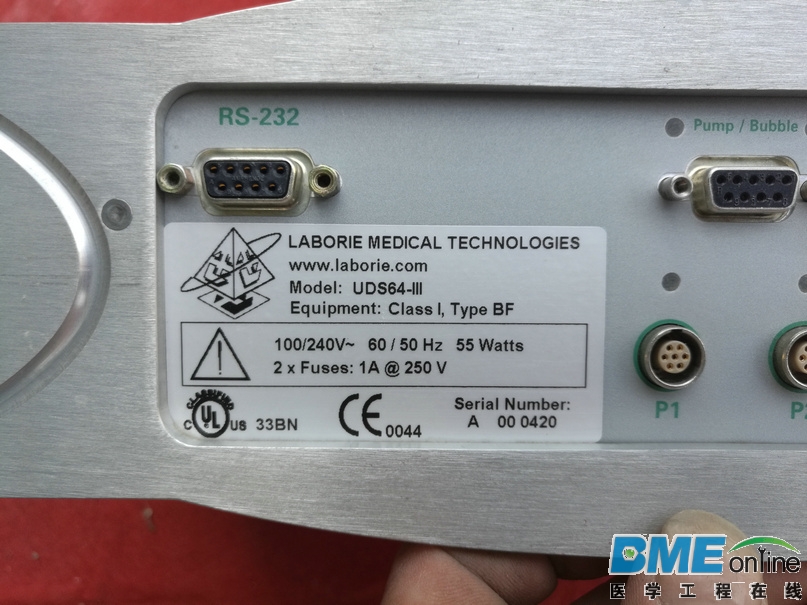 RS-232
Pump / Bubble
LABORIE MEDICAL TECHNOLOGIES
www.laborie.com
Model: UDS64-III
Equipment: Class I, Type BF
100/240V~ 60 / 50 Hz 55 Watts
2 x Fuses: 1A @ 250 V
CLASSIFIED
C UL US 33BN
CE 0044
Serial Number:
A 00 0420
P1
BME online
医学工程在线